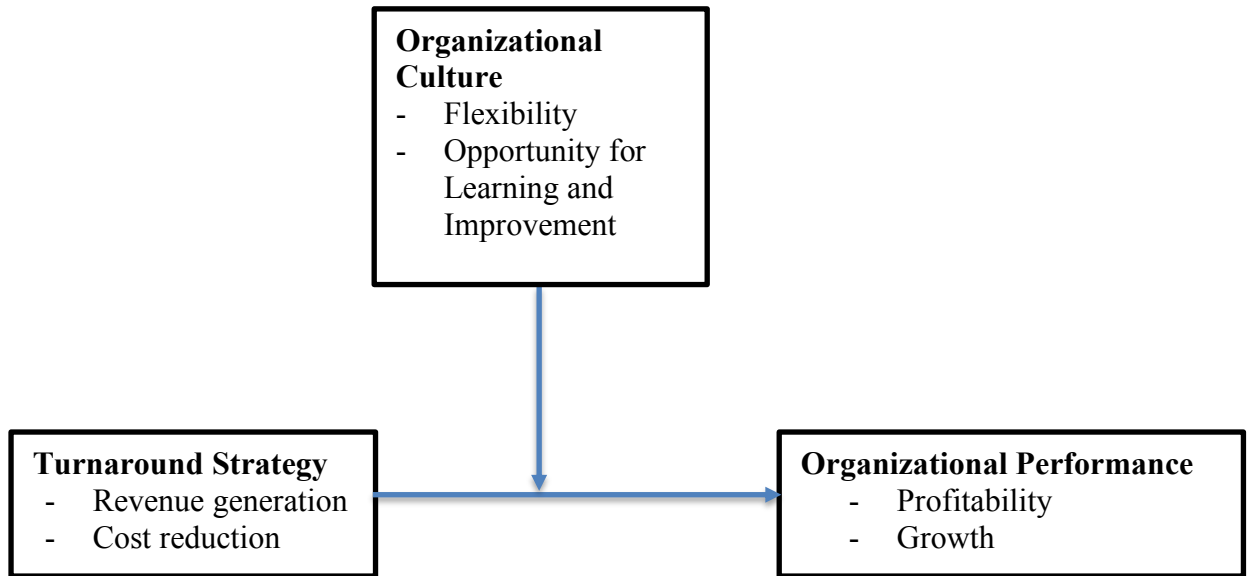 Organizational
Culture
- Flexibility
- Opportunity for
Learning and
Improvement
Turnaround Strategy
- Revenue generation
- Cost reduction
Organizational Performance
- Profitability
- Growth